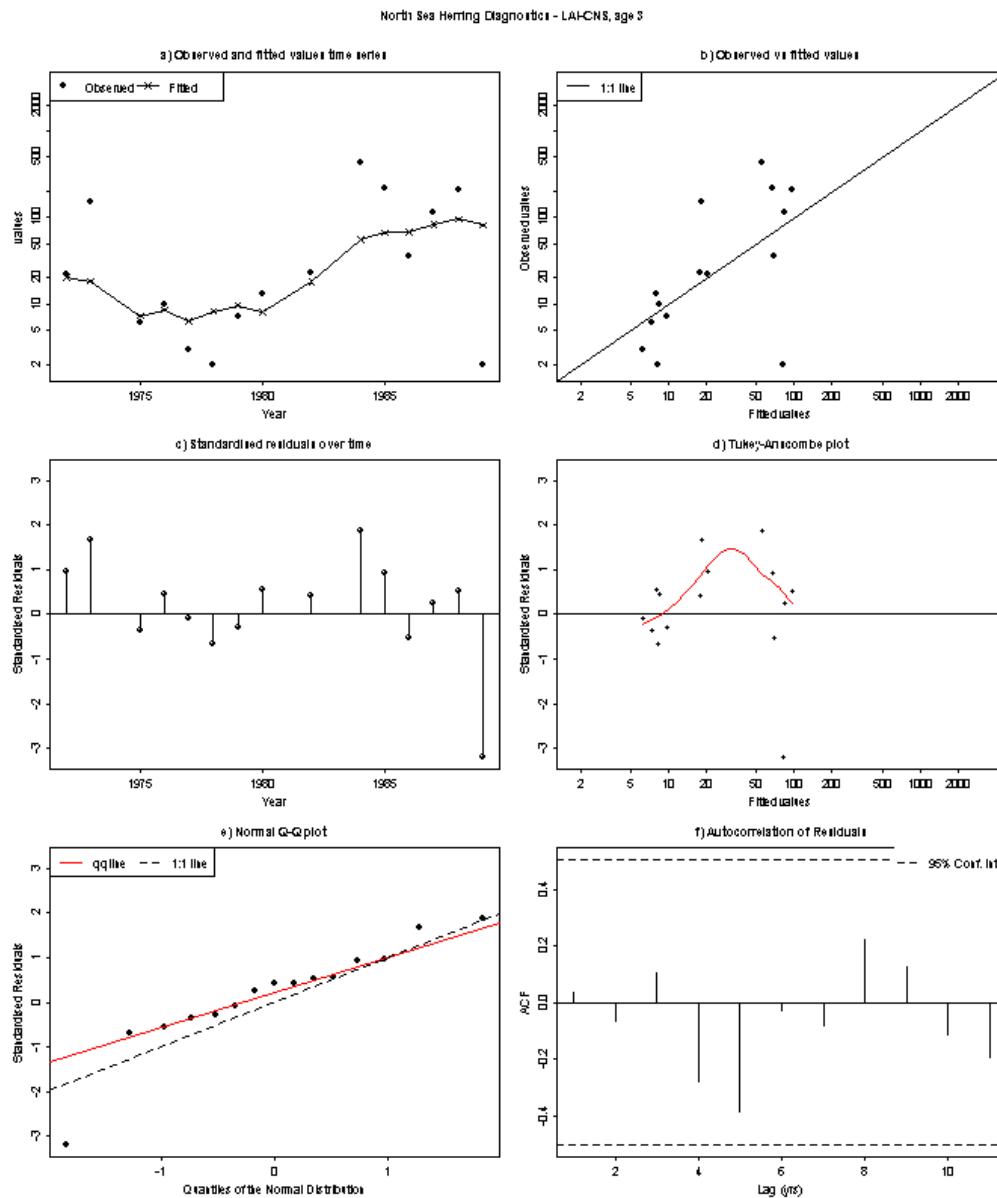 North Sea Herring Diagnostics - LAI-CNS, age 3
a) Observed and fitted values time series
Observed Fitted
2000
500
100
50
20
10
5
2
values
1975 1980 1985
Year
b) Observed vs fitted values
1:1 line
2000
500
100
50
20
10
5
2
Observed values
2 5 10 20 50 100 200 500 1000 2000
Fitted values
c) Standardised residuals over time
3
2
1
0
-1
-2
-3
Standardised Residuals
1975 1980 1985
Year
d) Tukey-Anscombe plot
3
2
1
0
-1
-2
-3
Standardised Residuals
2 5 10 20 50 100 200 500 1000 2000
Fitted values
e) Normal Q-Q plot
qq line 1:1 line
3
2
1
0
-1
-2
-3
Standardised Residuals
-1 0 1
Quantiles of the Normal Distribution
f) Autocorrelation of Residuals
95% Conf. Int
0.4
0.2
0.0
-0.2
-0.4
ACF
2 4 6 8 10
Lag (yrs)